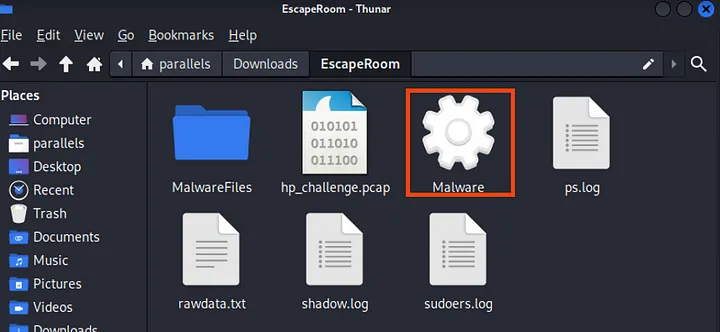 EscapeRoom - Thunar
File Edit View Go Bookmarks Help
parallels Downloads EscapeRoom
Places
Computer
parallels
Desktop
Recent
Trash
Documents
Music
Pictures
Videos
Downloads
010101
011010
011100
MalwareFiles hp_challenge.pcap Malware ps.log
rawdata.txt shadow.log sudoers.log